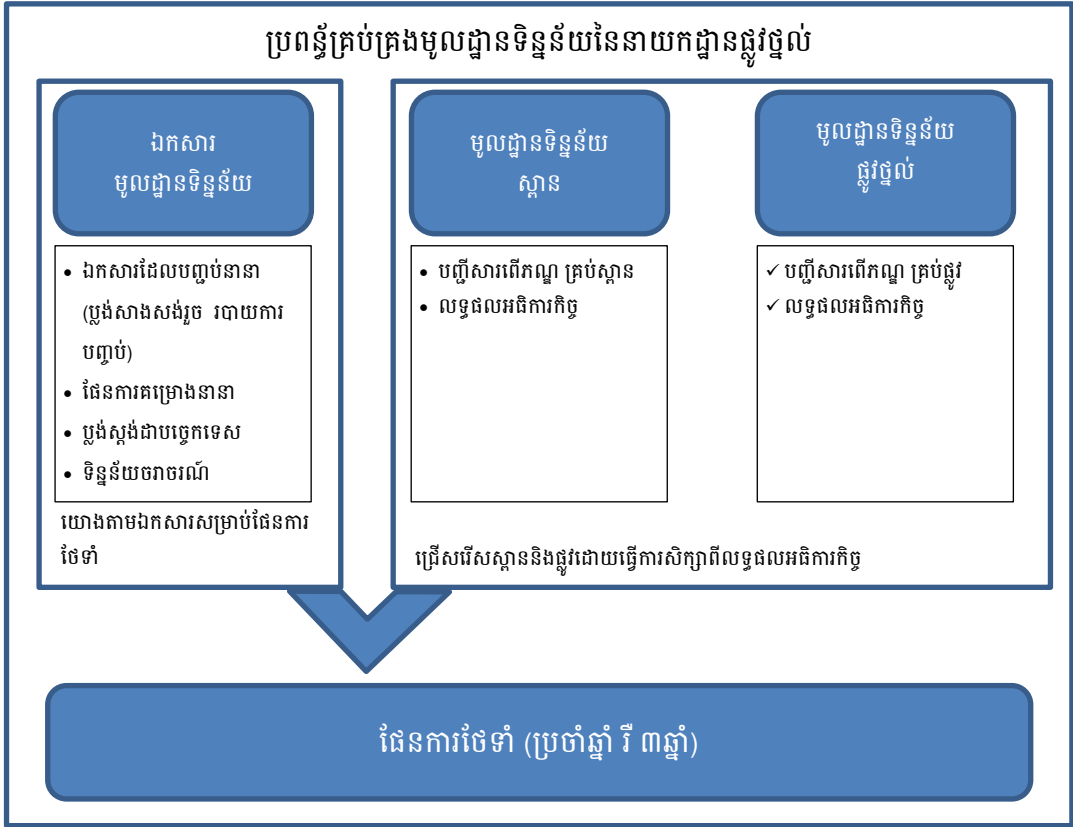 ប្រពន្ធ័គ្រប់គ្រងមូលដ្ឋានទិន្នន័យនៃនាយកដ្ឋានផ្លូវថ្នល់
ឯកសារ
មូលដ្ឋានទិន្នន័យ
• ឯកសារដែលបញ្ជប់នានា
(ប្លង់សាងសង់រួច របាយការ
បញ្ចប់)
• ផែនការគម្រោងនានា
• ប្លង់ស្តង់ដាបច្ចេកទេស
• ទិន្នន័យចរាចរណ៍
យោងតាមឯកសារសម្រាប់ផែនការ
ថែទាំ
មូលដ្ឋានទិន្នន័យ
ស្ពាន
• បញ្ជីសារពើភណ្ឌ គ្រប់ស្ពាន
• លទ្ធផលអធិការកិច្ច
មូលដ្ឋានទិន្នន័យ
ផ្លូវថ្នល់
✓ បញ្ជីសារពើភណ្ឌ គ្រប់ផ្លូវ
✓ លទ្ធផលអធិការកិច្ច
ជ្រើសរើសស្ពាននិងផ្លូវដោយធ្វើការសិក្សាពីលទ្ធផលអធិការកិច្ច
ផែនការថែទាំ (ប្រចាំឆ្នាំ រឺ ៣ឆ្នាំ)